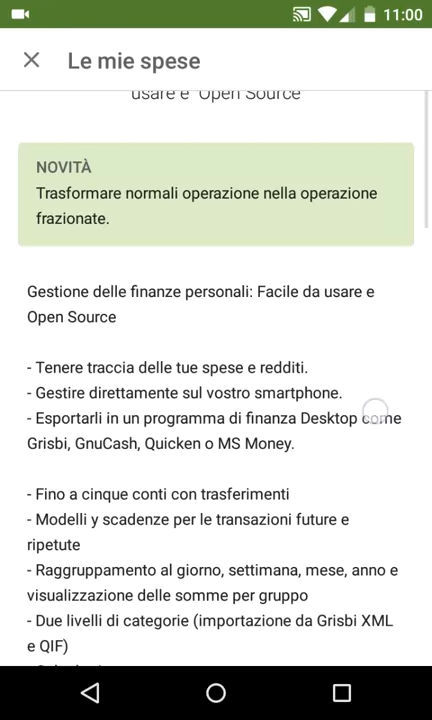 11:00
Le mie spese
usare e Open Source
NOVITÀ
Trasformare normali operazione nella operazione
frazionate.
Gestione delle finanze personali: Facile da usare e
Open Source
- Tenere traccia delle tue spese e redditi.
- Gestire direttamente sul vostro smartphone.
- Esportarli in un programma di finanza Desktop come
Grisbi, GnuCash, Quicken o MS Money.
- Fino a cinque conti con trasferimenti
- Modelli y scadenze per le transazioni future e
ripetute
- Raggruppamento al giorno, settimana, mese, anno e
visualizzazione delle somme per gruppo
- Due livelli di categorie (importazione da Grisbi XML
e QIF)